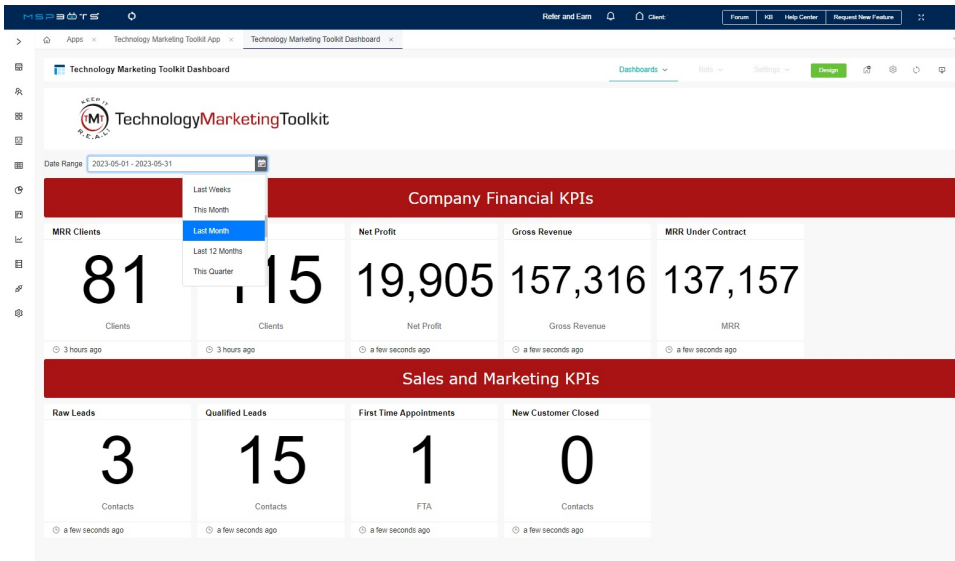 MSPBOTS Refer and Earn Client: Forum KB Help Center Request New Feature
Apps × Technology Marketing Toolkit App × Technology Marketing Toolkit Dashboard ×
Technology Marketing Toolkit Dashboard Dashboards Bots Settings Design
KEEP IT
TMT
R.E.A.L!
TechnologyMarketingToolkit
Date Range 2023-05-01 - 2023-05-31
Last Weeks
This Month
Last Month
Last 12 Months
This Quarter
Company Financial KPIs
MRR Clients Net Profit Gross Revenue MRR Under Contract
81 115 19,905 157,316 137,157
Clients Clients Net Profit Gross Revenue MRR
3 hours ago 3 hours ago a few seconds ago a few seconds ago a few seconds ago
Sales and Marketing KPIs
Raw Leads Qualified Leads First Time Appointments New Customer Closed
3 15 1 0
Contacts Contacts FTA Contacts
a few seconds ago a few seconds ago a few seconds ago a few seconds ago